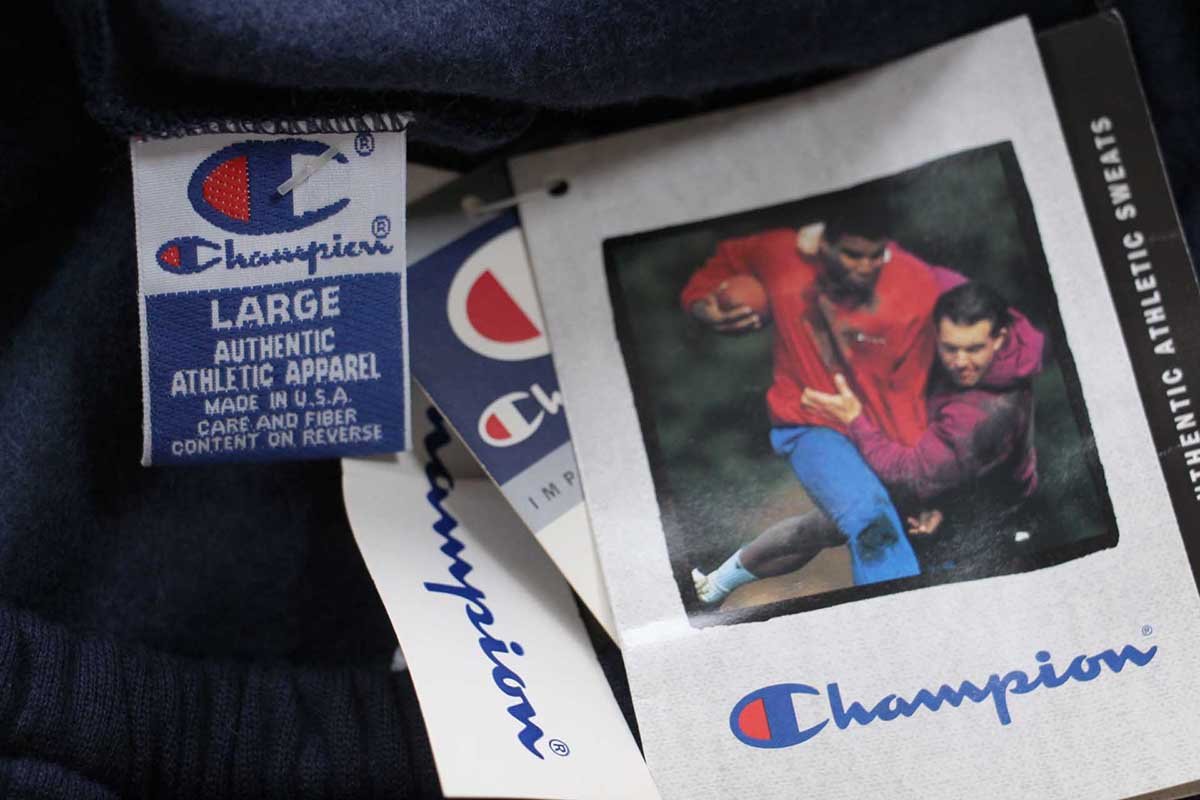 ®
Champion®
LARGE
AUTHENTIC
ATHLETIC APPAREL
MADE IN U.S.A.
CARE AND FIBER
CONTENT ON REVERSE
Champion®
Champion®
AUTHENTIC ATHLETIC SWEATS